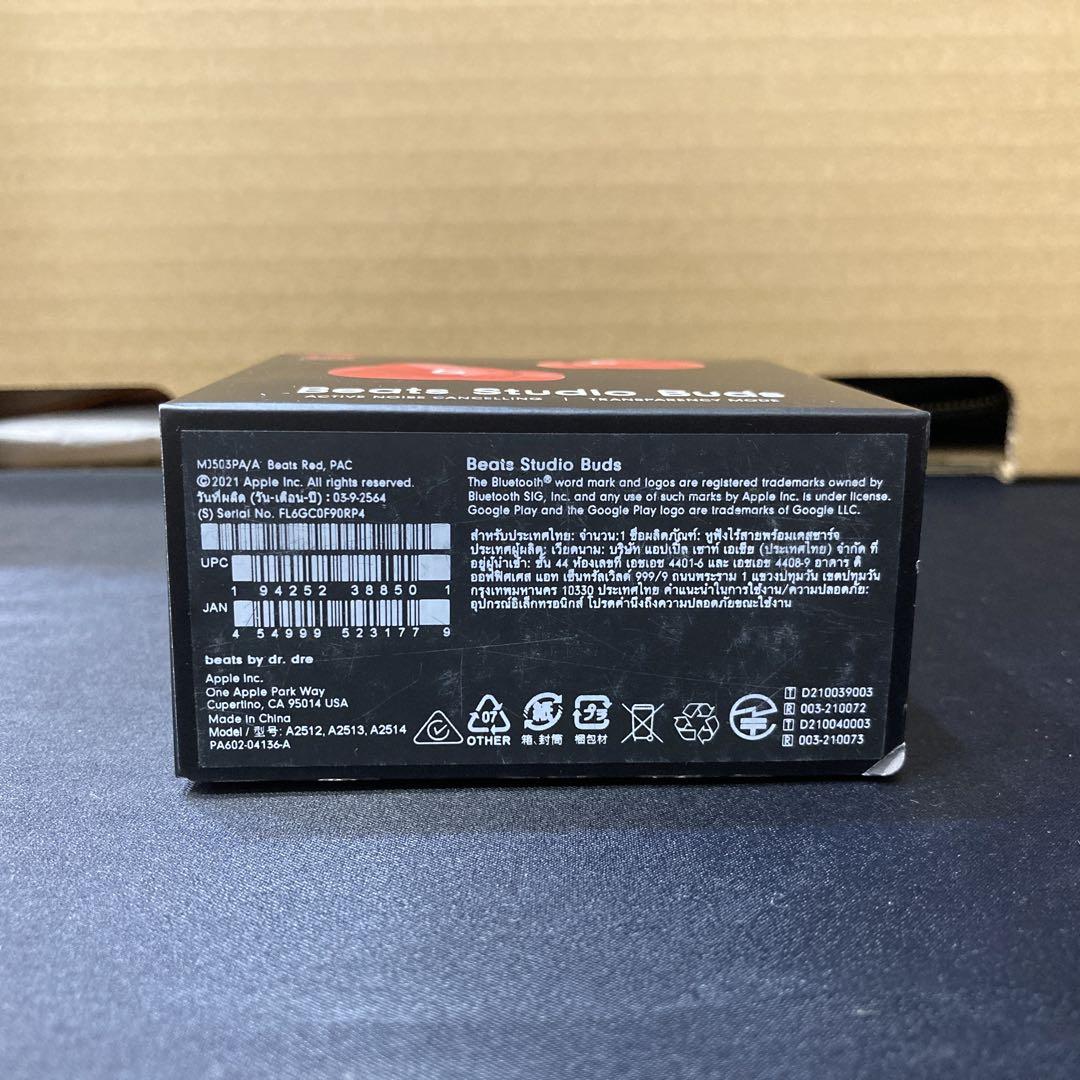 Beats Studio Buds
ACTIVE NOISE CANCELLING | TRANSPARENCY MODE
MJ503PA/A Beats Red, PAC
©2021 Apple Inc. All rights reserved.
วันที่ผลิต (วัน-เดือน-ปี) : 03-9-2564
(S) Serial No. FL6GC0F90RP4
UPC
1 94252 38850 1
JAN
4 54999 523177 9
beats by dr. dre
Apple Inc.
One Apple Park Way
Cupertino, CA 95014 USA
Made in China
Model / 型号: A2512, A2513, A2514
PA602-04136-A
Beats Studio Buds
The Bluetooth® word mark and logos are registered trademarks owned by
Bluetooth SIG, Inc. and any use of such marks by Apple Inc. is under license.
Google Play and the Google Play logo are trademarks of Google LLC.
สำหรับประเทศไทย: จำนวน:1 ชื่อผลิตภัณฑ์: หูฟังไร้สายพร้อมเคสชาร์จ
ประเทศผู้ผลิต: เวียดนาม: บริษัท แอปเปิ้ล เซาท์ เอเชีย (ประเทศไทย) จำกัด ที่
อยู่ผู้นำเข้า: ชั้น 44 ห้องเลขที่ เอชเอช 4401-6 และ เอชเอช 4408-9 อาคาร ดิ
ออฟฟิศเศส แอท เซ็นทรัลเวิลด์ 999/9 ถนนพระราม 1 แขวงปทุมวัน เขตปทุมวัน
กรุงเทพมหานคร 10330 ประเทศไทย คำแนะนำในการใช้งาน/ความปลอดภัย:
อุปกรณ์อิเล็กทรอนิกส์ โปรดคำนึงถึงความปลอดภัยขณะใช้งาน
07
OTHER
紙
箱、封筒
プラ
梱包材
T D210039003
R 003-210072
T D210040003
R 003-210073